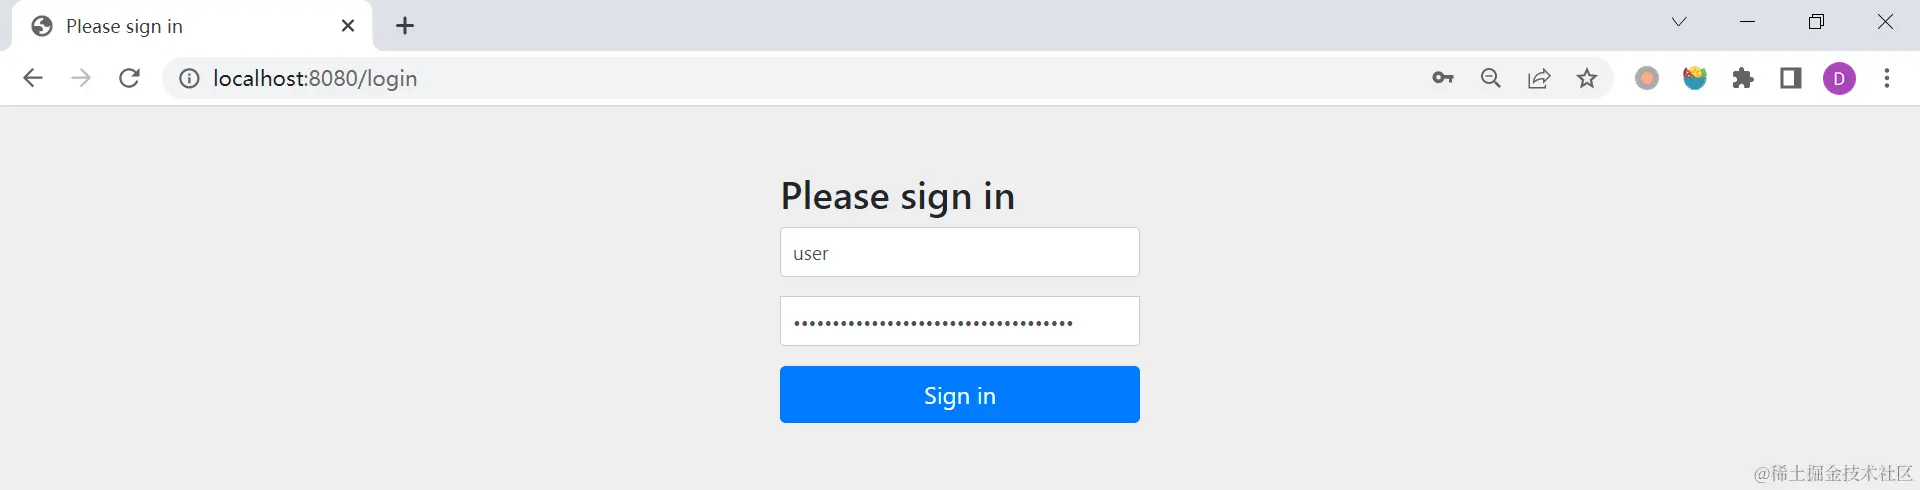 Please sign in
localhost:8080/login
D
Please sign in
user
••••••••••••••••••••••••••••••••••••
Sign in
@稀土掘金技术社区